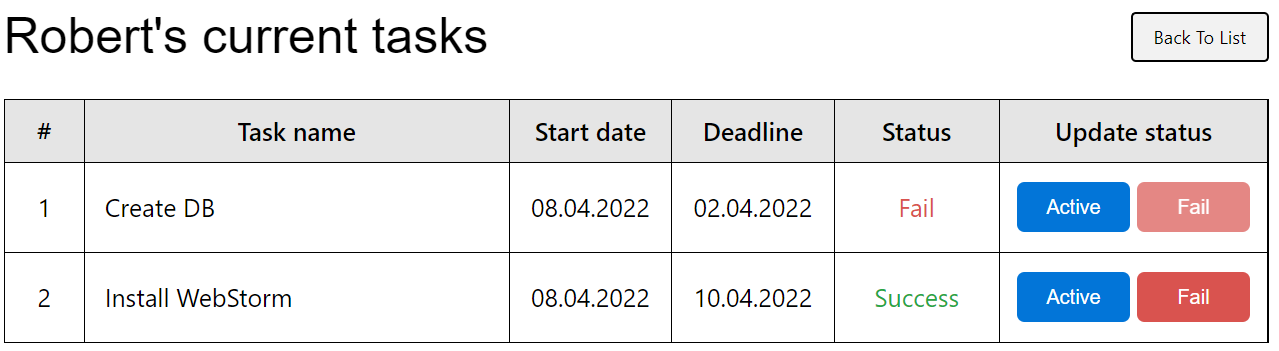 Robert's current tasks
Back To List
# Task name Start date Deadline Status Update status
1 Create DB 08.04.2022 02.04.2022 Fail Active Fail
2 Install WebStorm 08.04.2022 10.04.2022 Success Active Fail